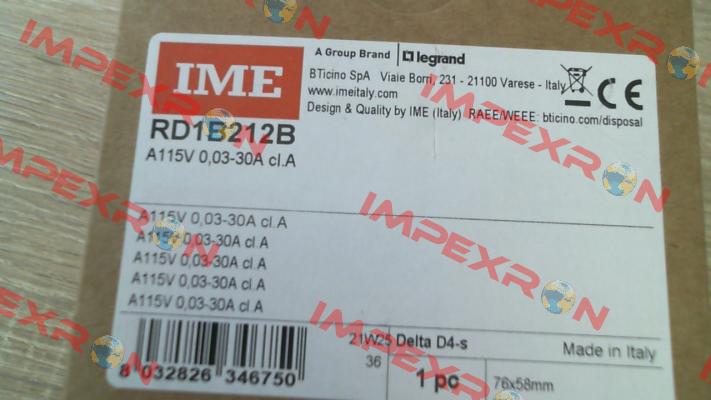 IME
A Group Brand legrand
BTicino SpA Viale Borri, 231 - 21100 Varese - Italy
www.imeitaly.com
Design & Quality by IME (Italy) RAEE/WEEE: bticino.com/disposal
CE
RD1B212B
A115V 0,03-30A cl.A
A115V 0,03-30A cl.A
A115V 0,03-30A cl.A
A115V 0,03-30A cl.A
A115V 0,03-30A cl.A
A115V 0,03-30A cl.A
21W25 Delta D4-s
Made in Italy
36
1 pc
76x58mm
8 032826 346750
IMPEXRON
IMPEXRON
IMPEXRON
IMPEXRON
IMPEXRON